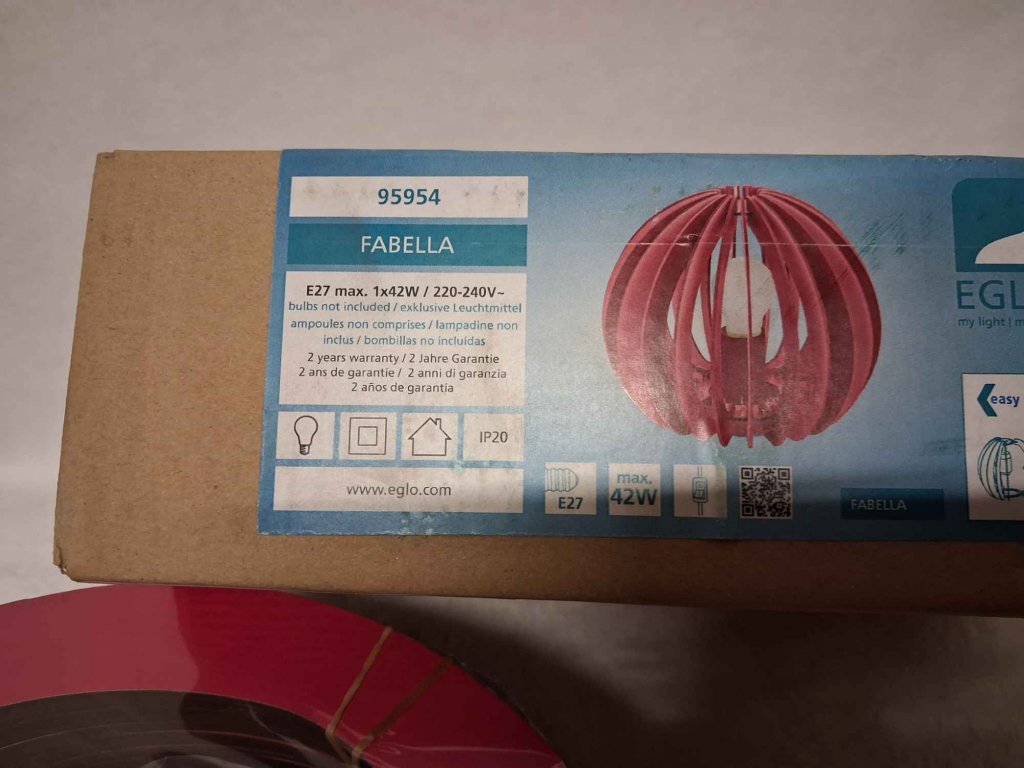 95954
FABELLA
E27 max. 1x42W / 220-240V~
bulbs not included / exklusive Leuchtmittel
ampoules non comprises / lampadine non
inclus / bombillas no incluidas
2 years warranty / 2 Jahre Garantie
2 ans de garantie / 2 anni di garanzia
2 años de garantia
IP20
www.eglo.com
E27
max.
42W
FABELLA
EGL
my light | m
easy